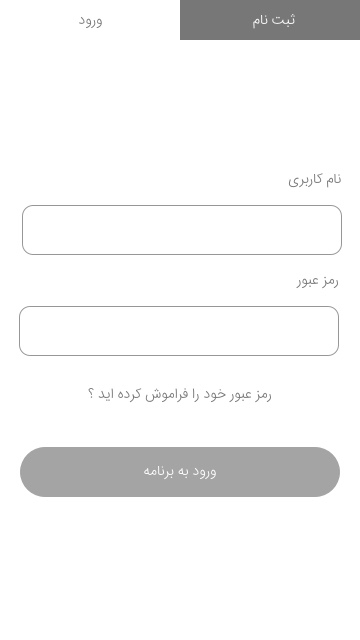 ثبت نام
ورود
نام کاربری
رمز عبور
رمز عبور خود را فراموش کرده اید ؟
ورود به برنامه